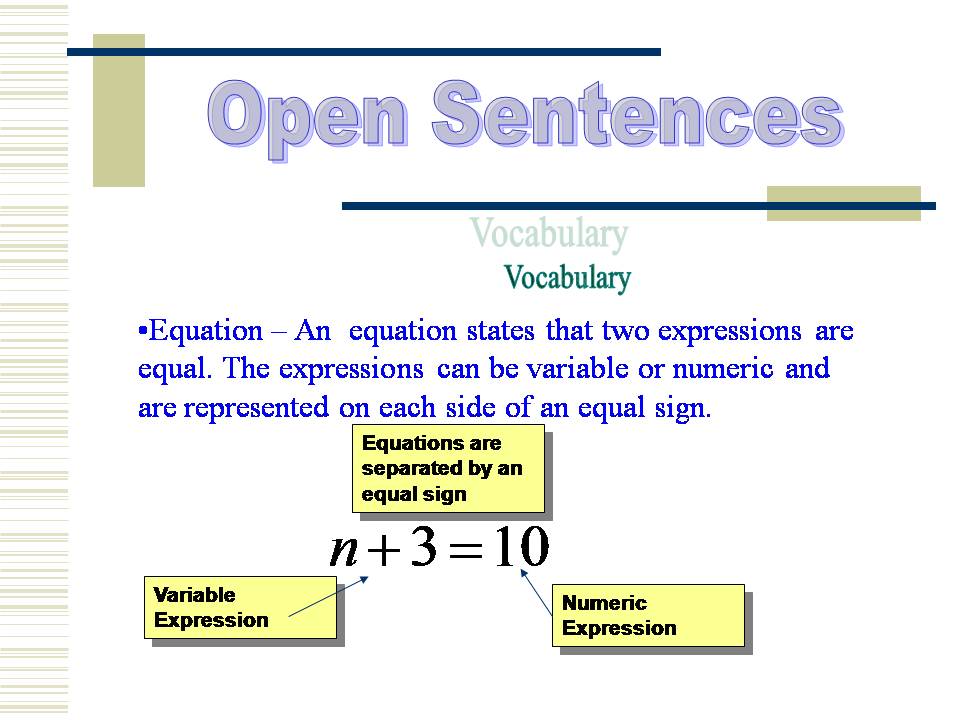 Open Sentences
Vocabulary
Vocabulary
•Equation – An equation states that two expressions are
equal. The expressions can be variable or numeric and
are represented on each side of an equal sign.
Equations are
separated by an
equal sign
n + 3 = 10
Variable
Expression
Numeric
Expression